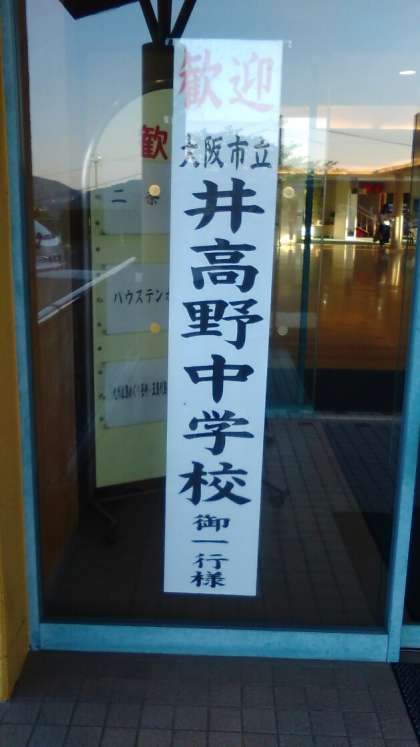 歓迎
大阪市立
井高野中学校
御一行様
歓
ハウステン